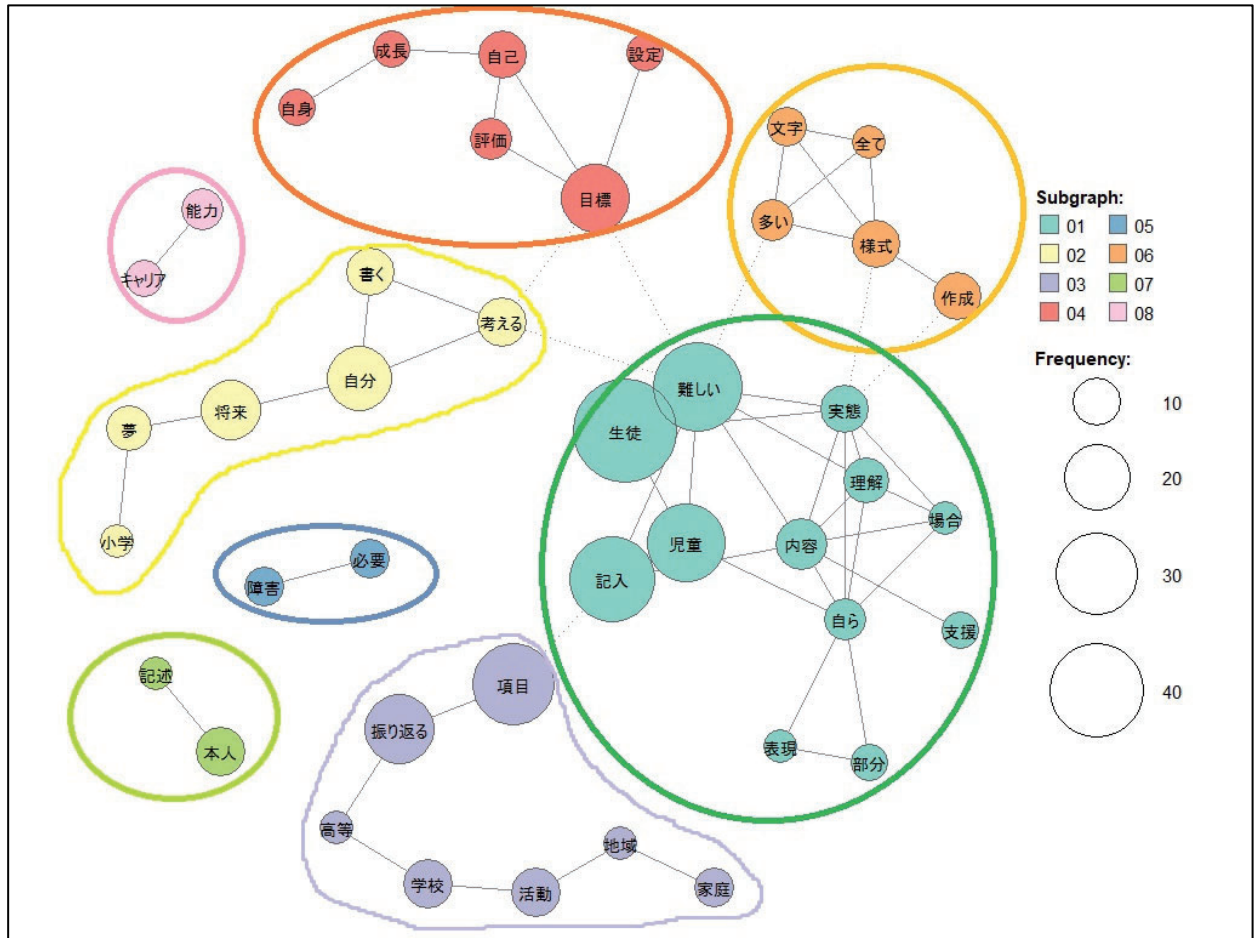 成長
自己
設定
自身
評価
目標
文字
全て
多い
様式
作成
能力
キャリア
書く
考える
自分
将来
夢
小学
難しい
生徒
実態
理解
場合
内容
児童
記入
自ら
支援
表現
部分
必要
障害
記述
本人
項目
振り返る
高等
学校
活動
地域
家庭
Subgraph:
01 05
02 06
03 07
04 08
Frequency:
10
20
30
40